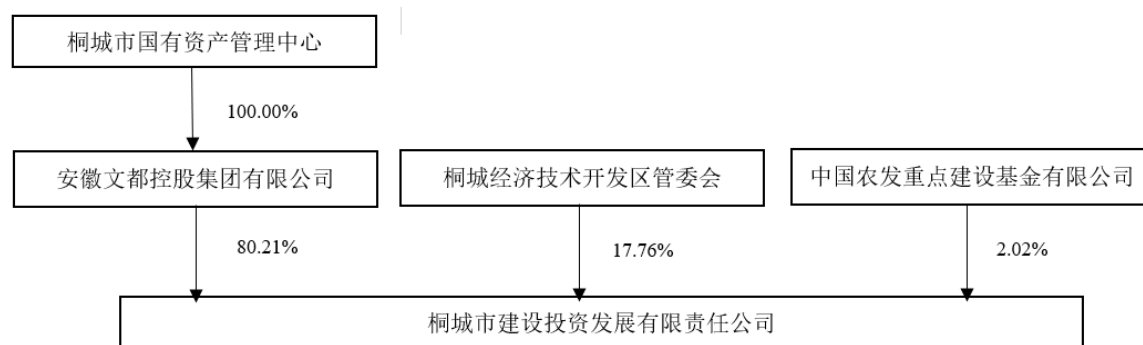 桐城市国有资产管理中心
100.00%
安徽文都控股集团有限公司
桐城经济技术开发区管委会
中国农发重点建设基金有限公司
80.21%
17.76%
2.02%
桐城市建设投资发展有限责任公司